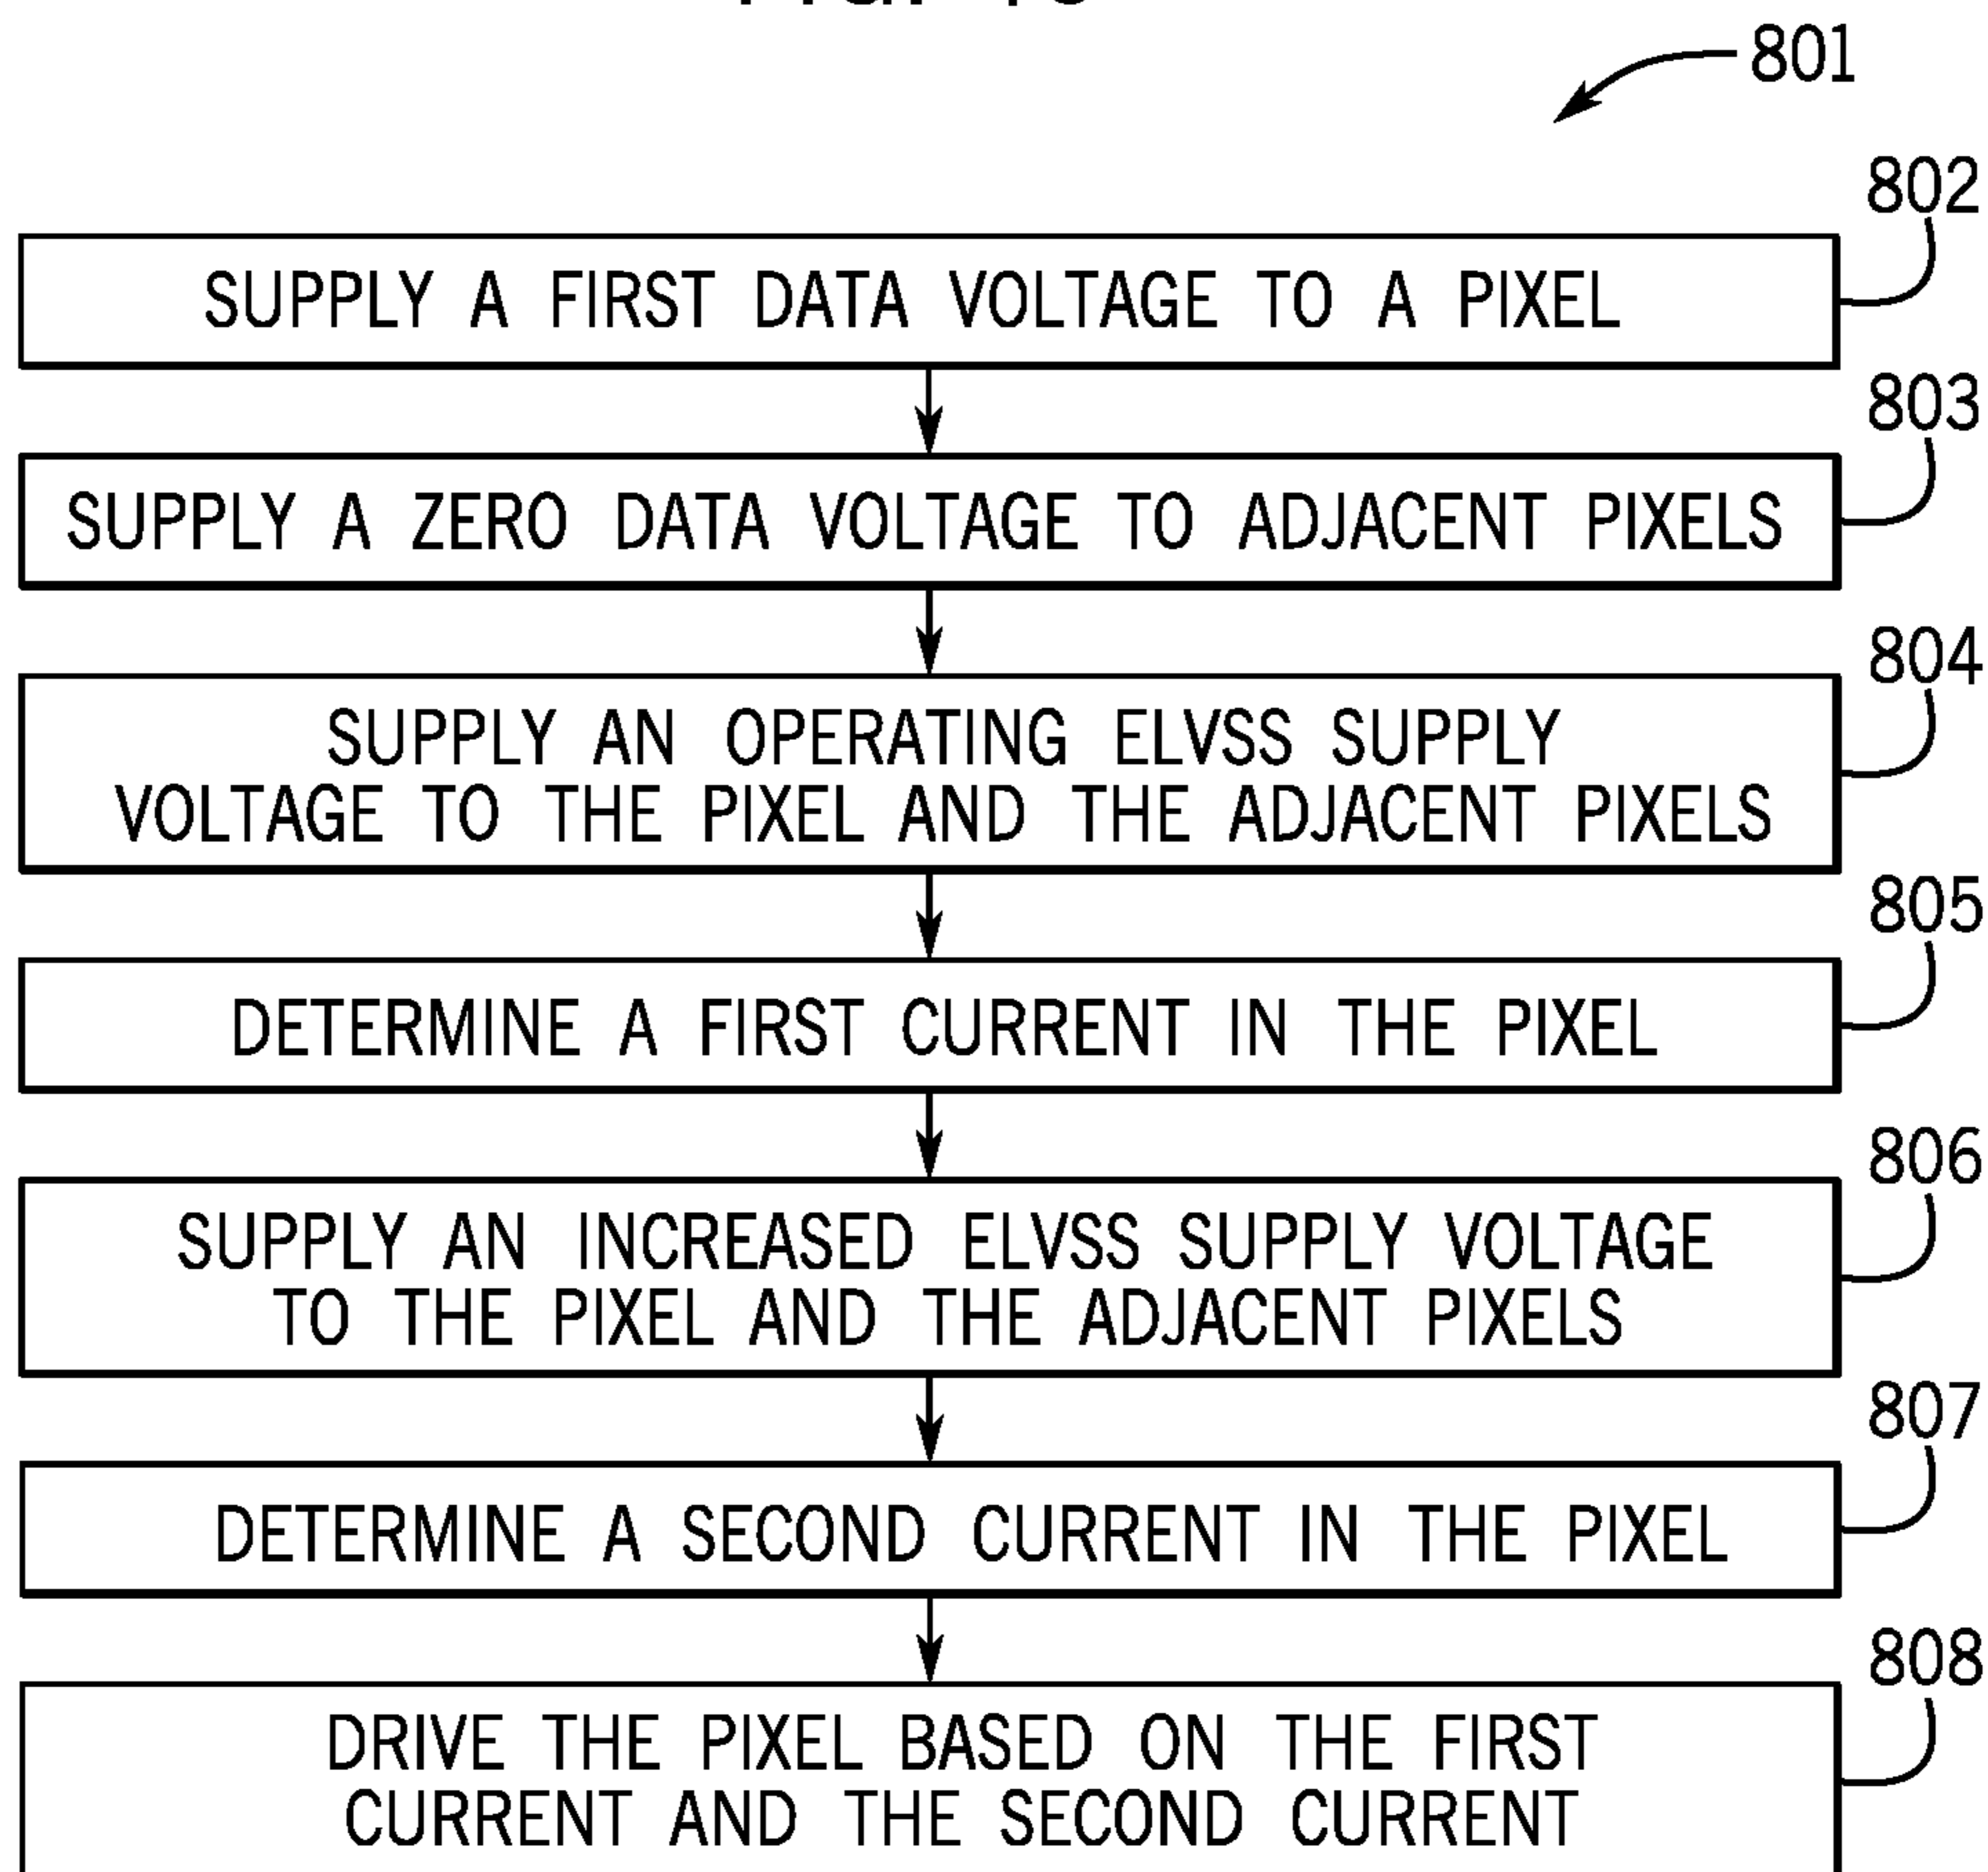 801
802
SUPPLY A FIRST DATA VOLTAGE TO A PIXEL
803
SUPPLY A ZERO DATA VOLTAGE TO ADJACENT PIXELS
804
SUPPLY AN OPERATING ELVSS SUPPLY
VOLTAGE TO THE PIXEL AND THE ADJACENT PIXELS
805
DETERMINE A FIRST CURRENT IN THE PIXEL
806
SUPPLY AN INCREASED ELVSS SUPPLY VOLTAGE
TO THE PIXEL AND THE ADJACENT PIXELS
807
DETERMINE A SECOND CURRENT IN THE PIXEL
808
DRIVE THE PIXEL BASED ON THE FIRST
CURRENT AND THE SECOND CURRENT